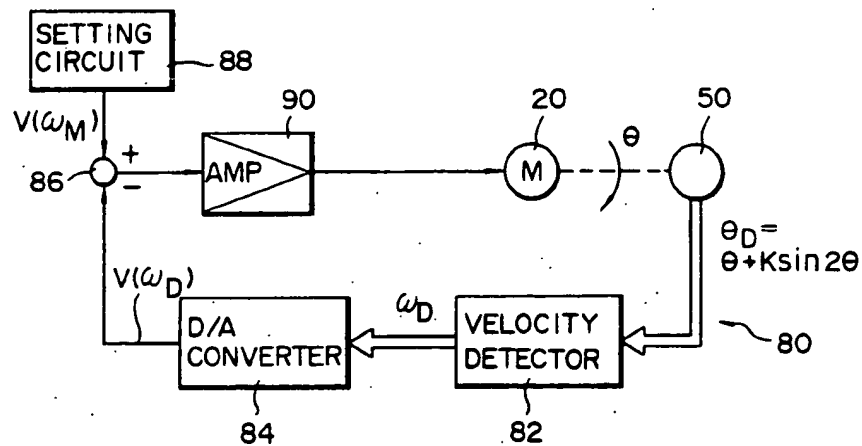 SETTING
CIRCUIT
88
V(ωM)
90
20
θ
50
86
+
−
AMP
M
θD=
θ+Ksin2θ
V(ωD)
D/A
CONVERTER
ωD
VELOCITY
DETECTOR
80
84
82